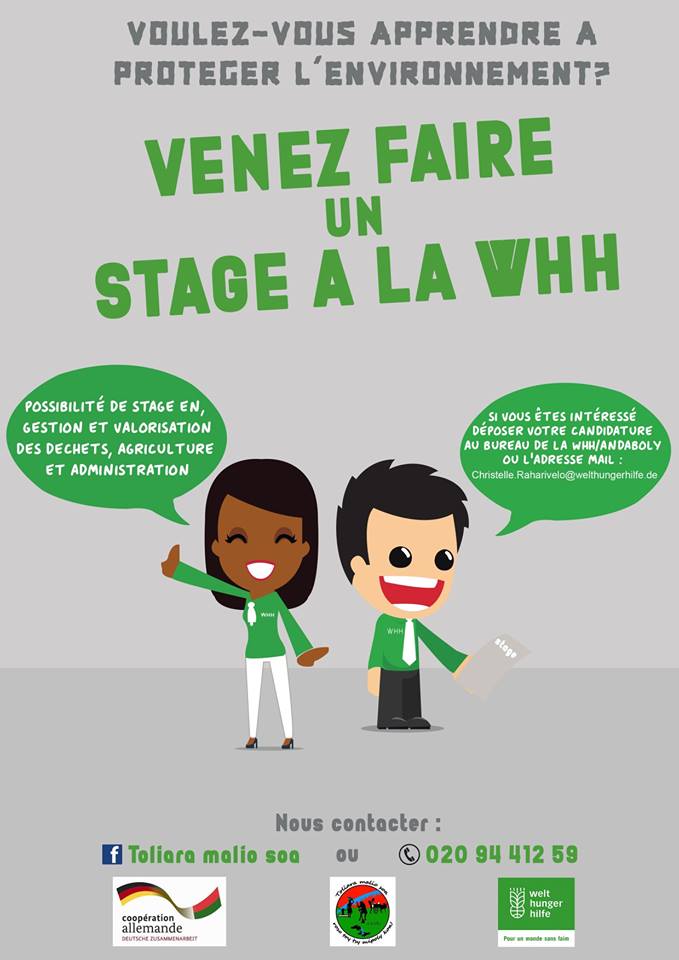 VOULEZ-VOUS APPRENDRE A
PROTEGER L'ENVIRONNEMENT?
VENEZ FAIRE
UN
STAGE A LA WHH
POSSIBILITÉ DE STAGE EN,
GESTION ET VALORISATION
DES DECHETS, AGRICULTURE
ET ADMINISTRATION
SI VOUS ÊTES INTÉRESSÉ
DÉPOSER VOTRE CANDIDATURE
AU BUREAU DE LA WHH/ANDABOLY
OU L'ADRESSE MAIL :
Christelle.Raharivelo@welthungerhilfe.de
WHH
WHH
stage
Nous contacter :
f Toliara malio soa ou 020 94 412 59
coopération
allemande
DEUTSCHE ZUSAMMENARBEIT
Toliara malio soa
welt
hunger
hilfe
Pour un monde sans faim